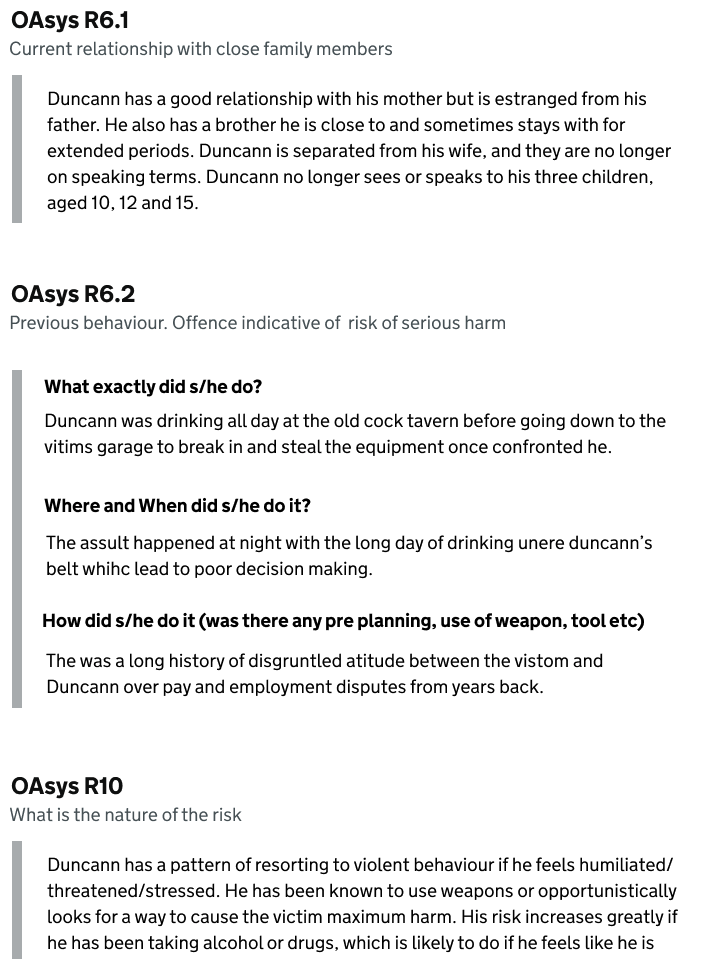 OAsys R6.1
Current relationship with close family members
Duncann has a good relationship with his mother but is estranged from his
father. He also has a brother he is close to and sometimes stays with for
extended periods. Duncann is separated from his wife, and they are no longer
on speaking terms. Duncann no longer sees or speaks to his three children,
aged 10, 12 and 15.
OAsys R6.2
Previous behaviour. Offence indicative of risk of serious harm
What exactly did s/he do?
Duncann was drinking all day at the old cock tavern before going down to the
vitims garage to break in and steal the equipment once confronted he.
Where and When did s/he do it?
The assult happened at night with the long day of drinking unere duncann’s
belt whihc lead to poor decision making.
How did s/he do it (was there any pre planning, use of weapon, tool etc)
The was a long history of disgruntled atitude between the vistom and
Duncann over pay and employment disputes from years back.
OAsys R10
What is the nature of the risk
Duncann has a pattern of resorting to violent behaviour if he feels humiliated/
threatened/stressed. He has been known to use weapons or opportunistically
looks for a way to cause the victim maximum harm. His risk increases greatly if
he has been taking alcohol or drugs, which is likely to do if he feels like he is